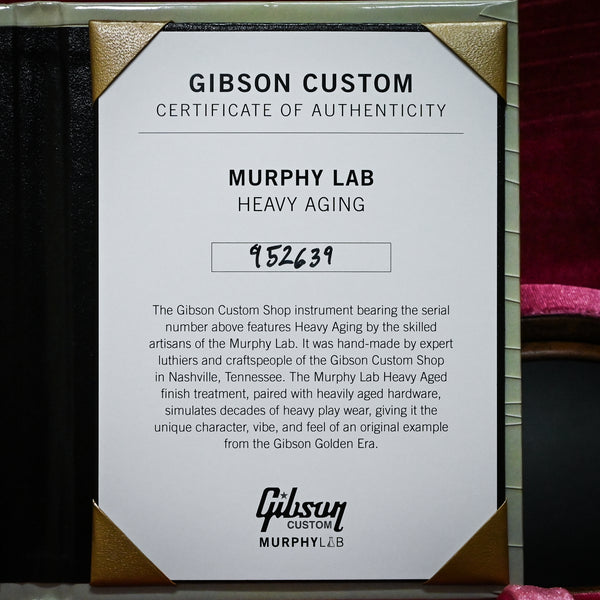 GIBSON CUSTOM
CERTIFICATE OF AUTHENTICITY
MURPHY LAB
HEAVY AGING
952639
The Gibson Custom Shop instrument bearing the serial
number above features Heavy Aging by the skilled
artisans of the Murphy Lab. It was hand-made by expert
luthiers and craftspeople of the Gibson Custom Shop
in Nashville, Tennessee. The Murphy Lab Heavy Aged
finish treatment, paired with heavily aged hardware,
simulates decades of heavy play wear, giving it the
unique character, vibe, and feel of an original example
from the Gibson Golden Era.
Gibson
CUSTOM
MURPHY LAB